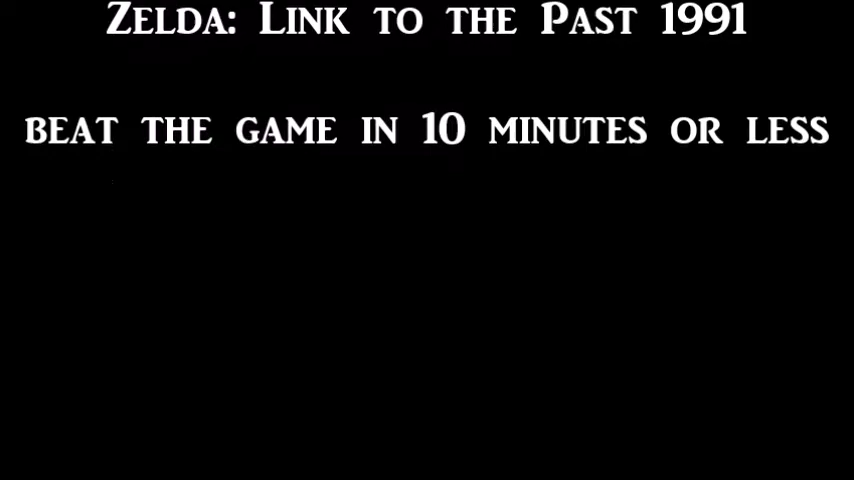 Zelda: Link to the Past 1991
beat the game in 10 minutes or less